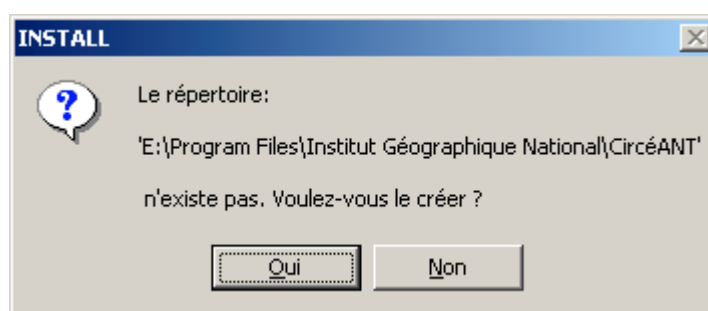 INSTALL
Le répertoire:
'E:\Program Files\Institut Géographique National\CircéANT'
n'existe pas. Voulez-vous le créer ?
Oui Non